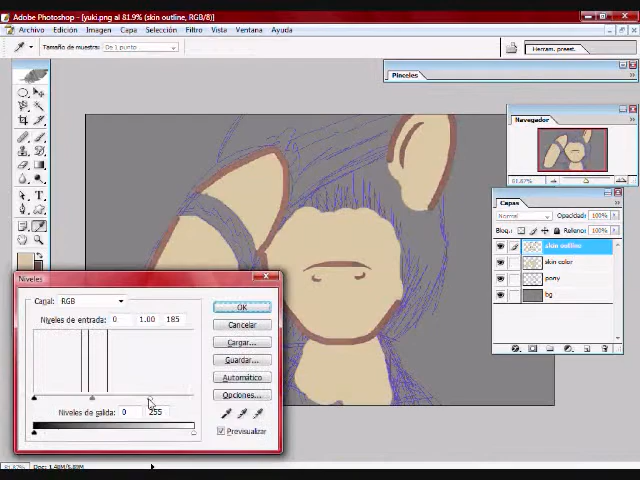 Adobe Photoshop - [yuki.png al 81.9% (skin outline, RGB/8)]
Archivo Edición Imagen Capa Selección Filtro Vista Ventana Ayuda
Tamaño de muestra: De 1 punto
Herram. preest.
Pinceles
Navegador
81.87%
Capas
Normal Opacidad: 100%
Bloq.: Relleno: 100%
skin outline
skin color
pony
bg
Niveles
Canal: RGB
Niveles de entrada: 0 1.00 185
OK
Cancelar
Cargar...
Guardar...
Automático
Opciones...
Niveles de salida: 0 255
Previsualizar
81.87% Doc: 1.48M/5.83M